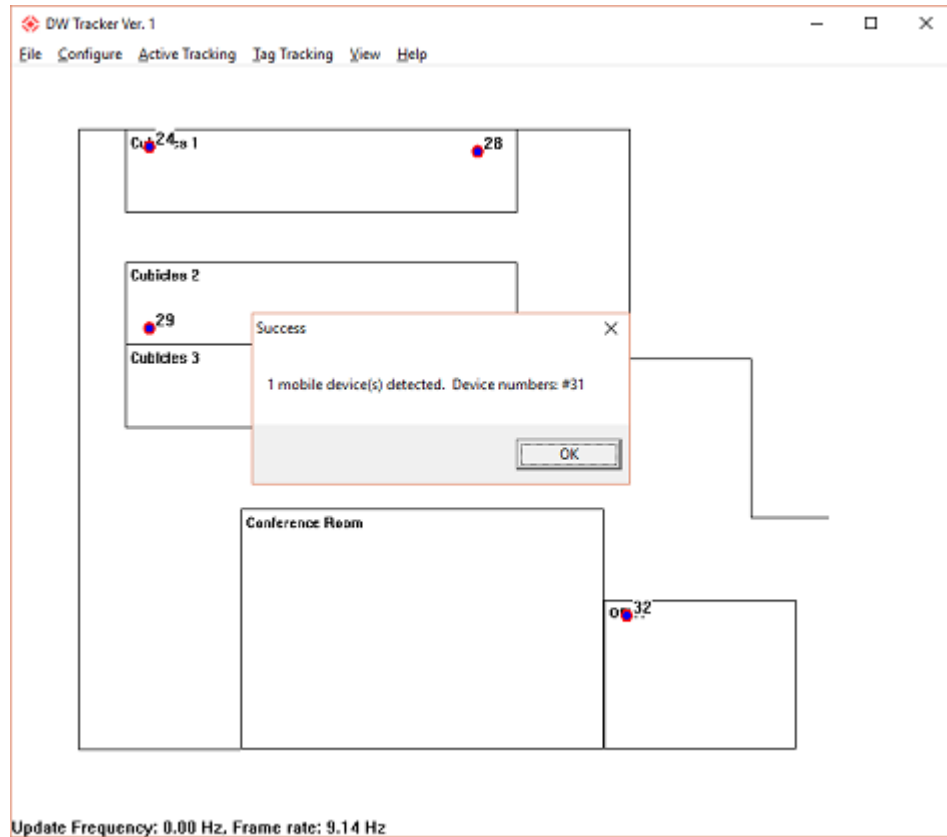 DW Tracker Ver. 1
File Configure Active Tracking Tag Tracking View Help
24 1
28
Cubicles 2
29
Cubicles 3
Success
1 mobile device(s) detected. Device numbers: #31
OK
Conference Room
32
Update Frequency: 0.00 Hz, Frame rate: 9.14 Hz